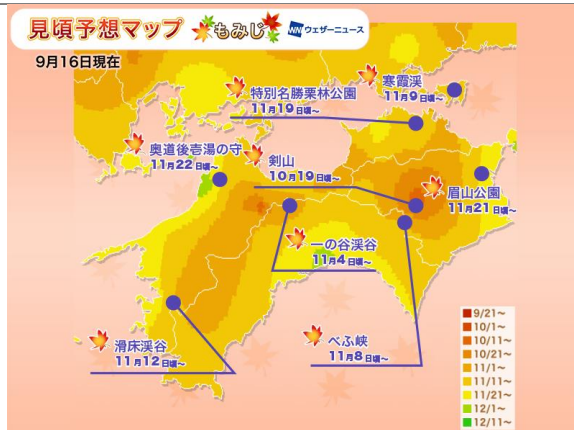 見頃予想マップ もみじ ウェザーニュース
9月16日現在
特別名勝栗林公園
11月19日頃~
寒霞渓
11月9日頃~
奥道後壱湯の守
11月22日頃~
剣山
10月19日頃~
眉山公園
11月21日頃~
一の谷渓谷
11月4日頃~
滑床渓谷
11月12日頃~
べふ峡
11月8日頃~
9/21~
10/1~
10/11~
10/21~
11/1~
11/11~
11/21~
12/1~
12/11~